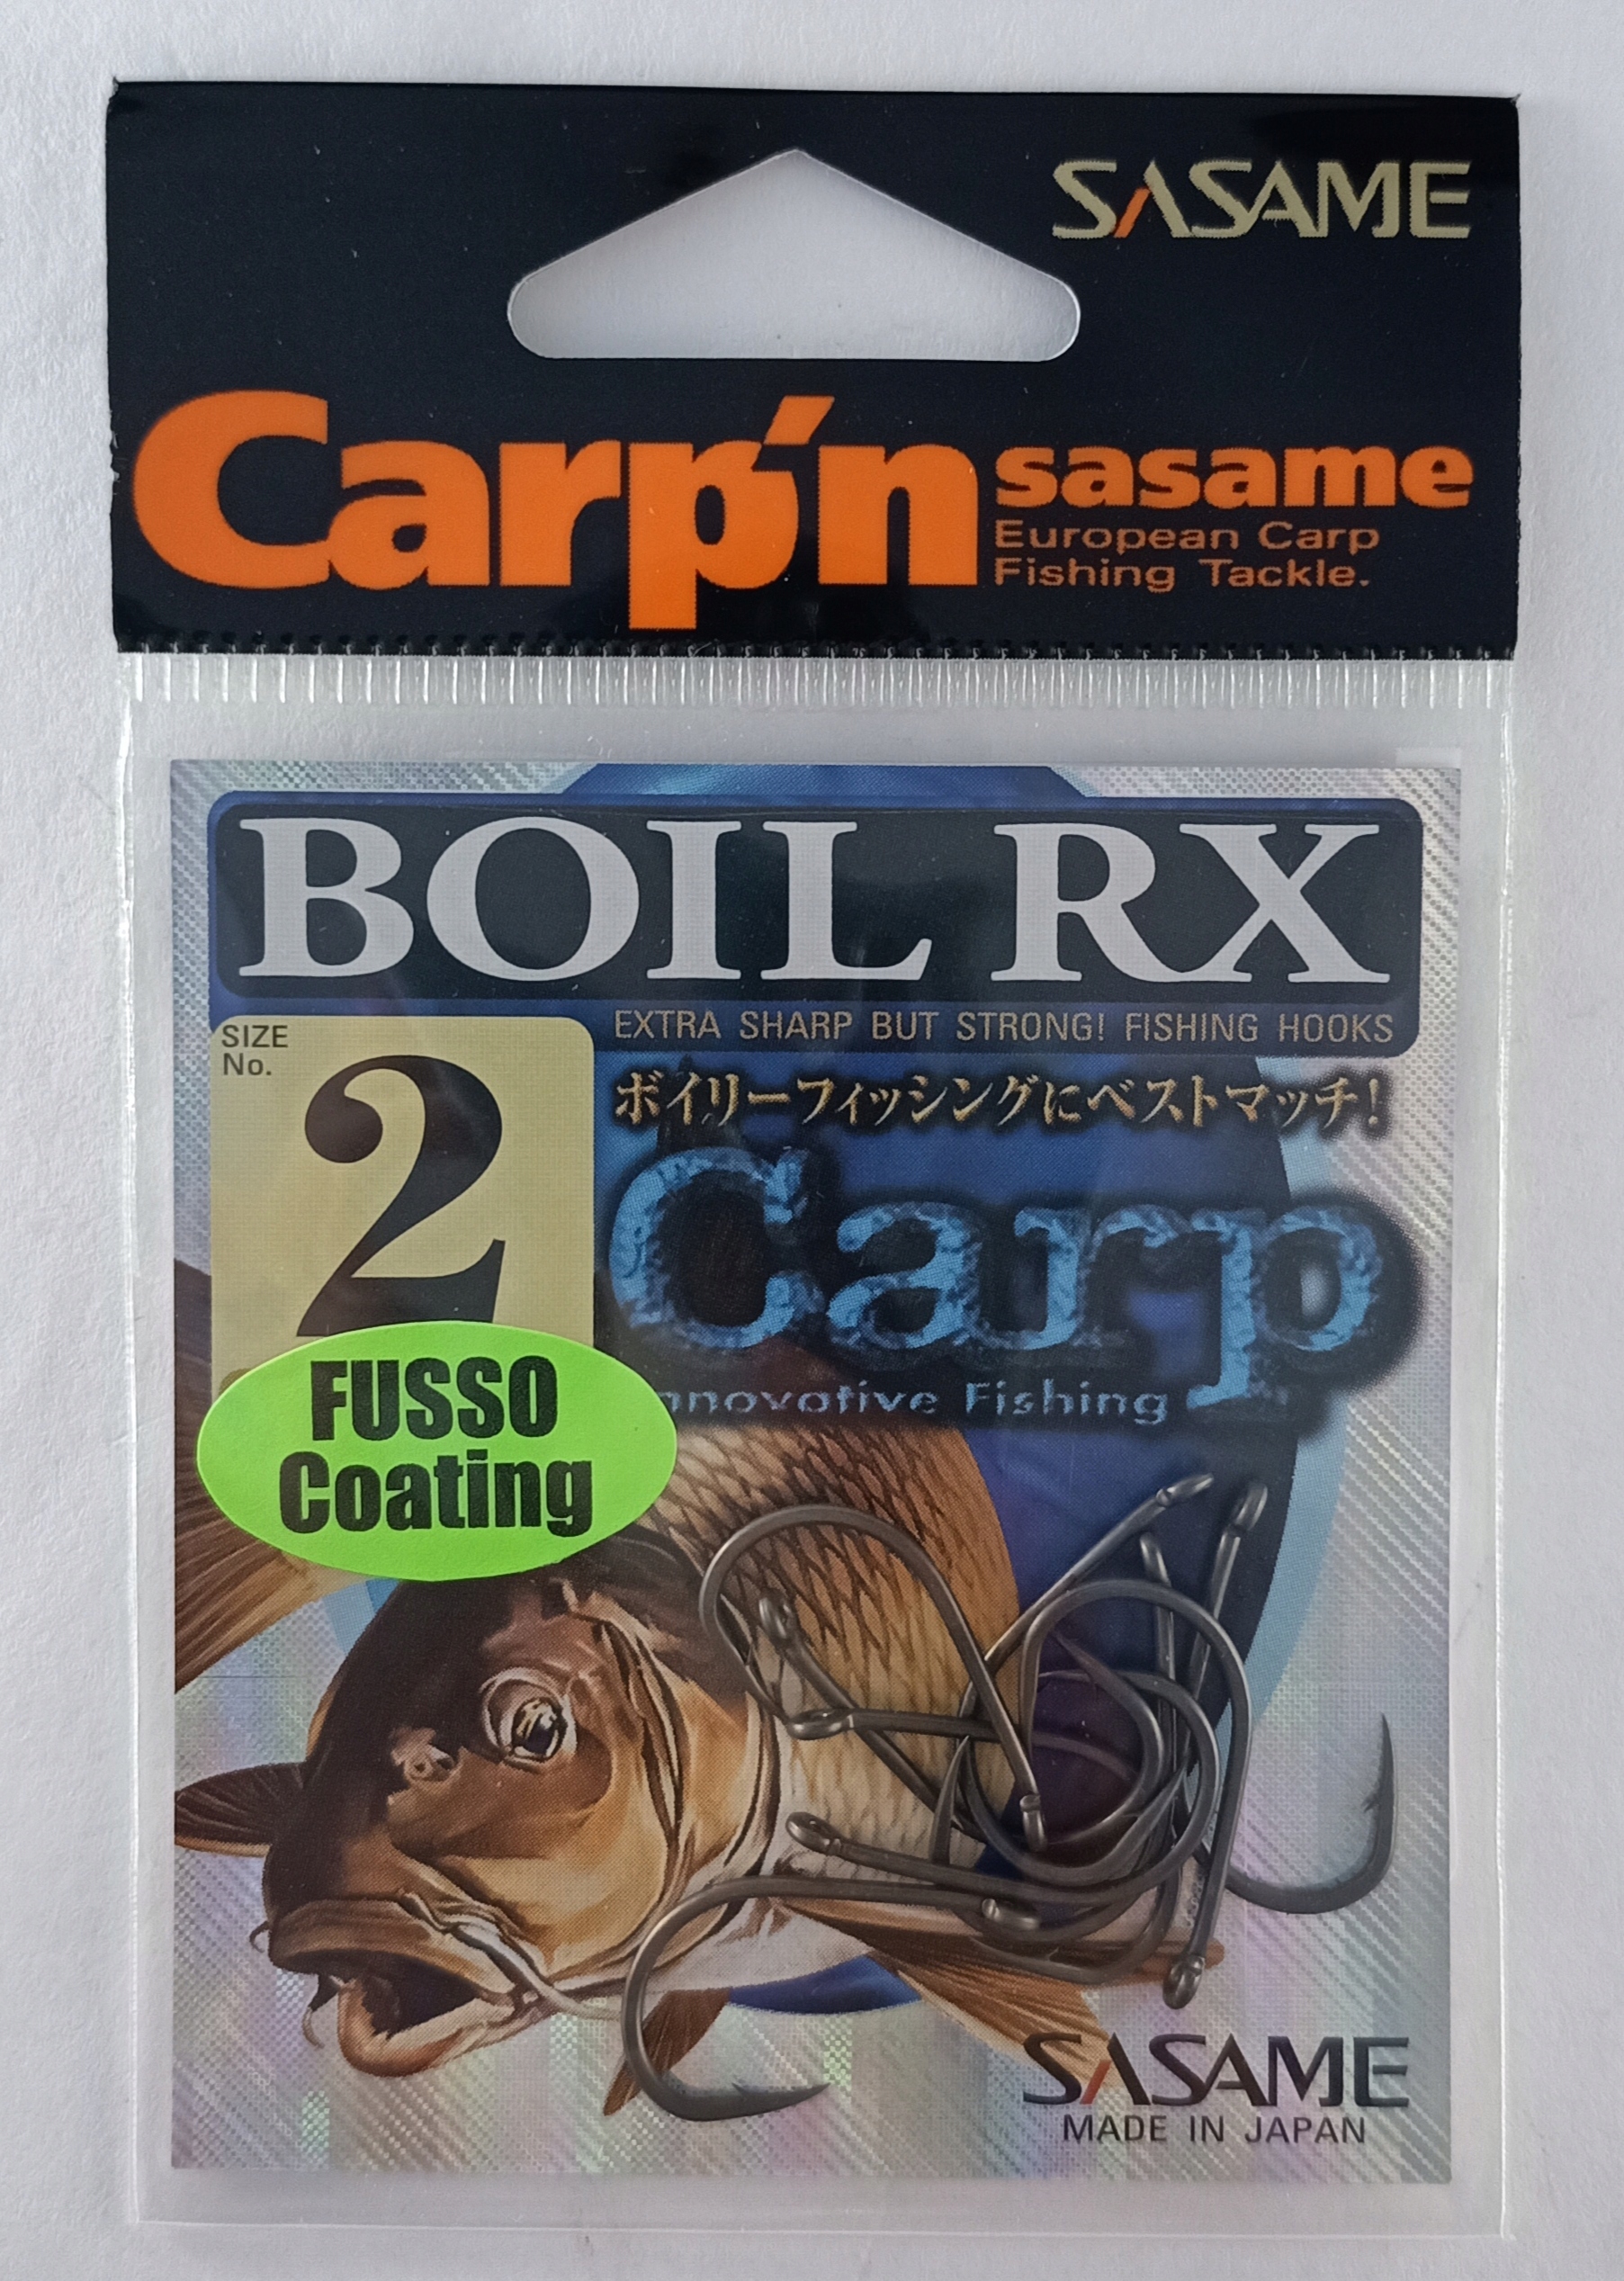 SASAME
Carp'n sasame
European Carp
Fishing Tackle.
BOIL RX
EXTRA SHARP BUT STRONG! FISHING HOOKS
SIZE
No.
2
ボイリーフィッシングにベストマッチ!
Carp
Fishing
FUSSO
Coating
SASAME
MADE IN JAPAN